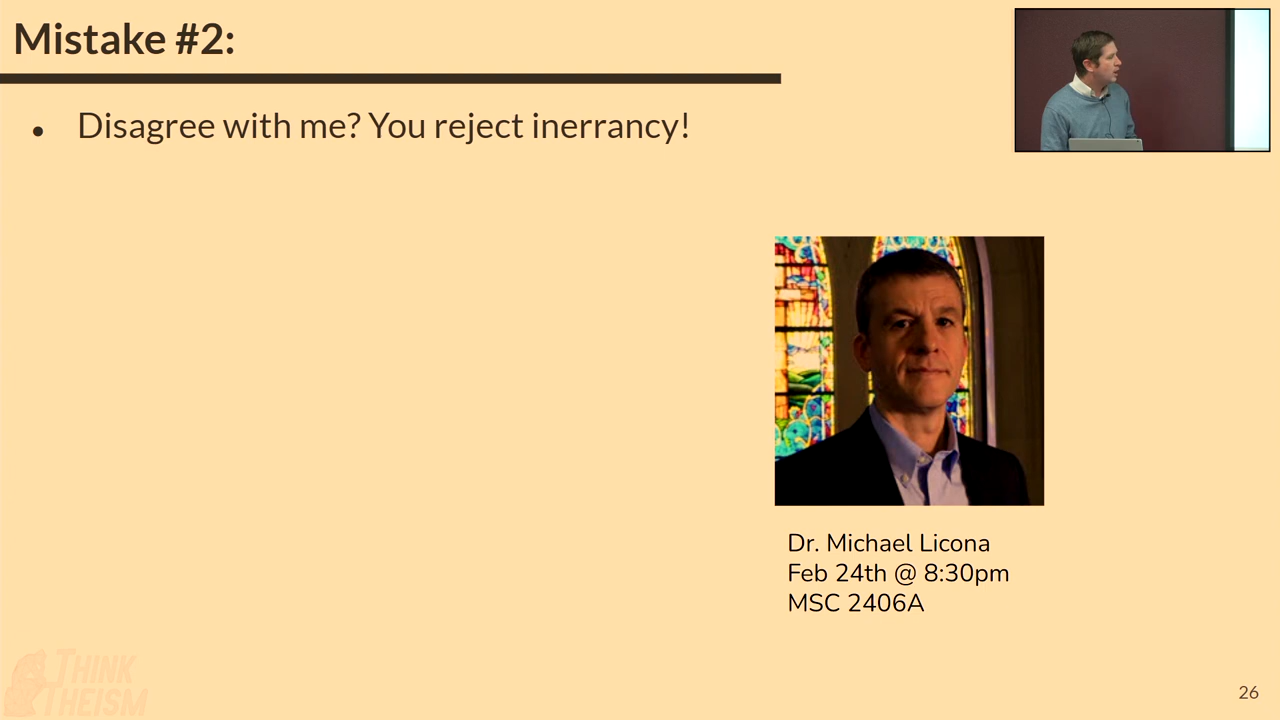 Mistake #2:
• Disagree with me? You reject inerrancy!
Dr. Michael Licona
Feb 24th @ 8:30pm
MSC 2406A
THINK
THEISM
26